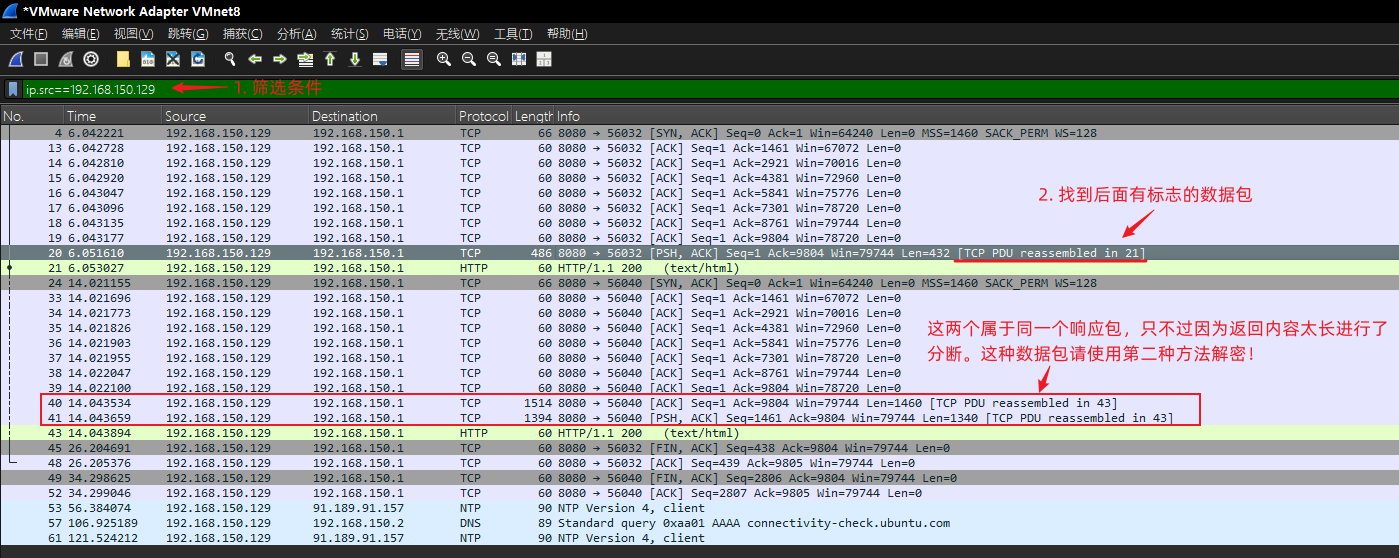 *VMware Network Adapter VMnet8
文件(F) 编辑(E) 视图(V) 跳转(G) 捕获(C) 分析(A) 统计(S) 电话(Y) 无线(W) 工具(T) 帮助(H)
ip.src==192.168.150.129
1. 筛选条件
No. Time Source Destination Protocol Length Info
4 6.042221 192.168.150.129 192.168.150.1 TCP 66 8080 → 56032 [SYN, ACK] Seq=0 Ack=1 Win=64240 Len=0 MSS=1460 SACK_PERM WS=128
13 6.042728 192.168.150.129 192.168.150.1 TCP 60 8080 → 56032 [ACK] Seq=1 Ack=1461 Win=67072 Len=0
14 6.042810 192.168.150.129 192.168.150.1 TCP 60 8080 → 56032 [ACK] Seq=1 Ack=2921 Win=70016 Len=0
15 6.042920 192.168.150.129 192.168.150.1 TCP 60 8080 → 56032 [ACK] Seq=1 Ack=4381 Win=72960 Len=0
16 6.043047 192.168.150.129 192.168.150.1 TCP 60 8080 → 56032 [ACK] Seq=1 Ack=5841 Win=75776 Len=0
17 6.043096 192.168.150.129 192.168.150.1 TCP 60 8080 → 56032 [ACK] Seq=1 Ack=7301 Win=78720 Len=0
18 6.043135 192.168.150.129 192.168.150.1 TCP 60 8080 → 56032 [ACK] Seq=1 Ack=8761 Win=79744 Len=0
19 6.043177 192.168.150.129 192.168.150.1 TCP 60 8080 → 56032 [ACK] Seq=1 Ack=9804 Win=78720 Len=0
2. 找到后面有标志的数据包
20 6.051610 192.168.150.129 192.168.150.1 TCP 486 8080 → 56032 [PSH, ACK] Seq=1 Ack=9804 Win=79744 Len=432 [TCP PDU reassembled in 21]
21 6.053027 192.168.150.129 192.168.150.1 HTTP 60 HTTP/1.1 200 (text/html)
24 14.021155 192.168.150.129 192.168.150.1 TCP 66 8080 → 56040 [SYN, ACK] Seq=0 Ack=1 Win=64240 Len=0 MSS=1460 SACK_PERM WS=128
33 14.021696 192.168.150.129 192.168.150.1 TCP 60 8080 → 56040 [ACK] Seq=1 Ack=1461 Win=67072 Len=0
34 14.021773 192.168.150.129 192.168.150.1 TCP 60 8080 → 56040 [ACK] Seq=1 Ack=2921 Win=70016 Len=0
35 14.021826 192.168.150.129 192.168.150.1 TCP 60 8080 → 56040 [ACK] Seq=1 Ack=4381 Win=72960 Len=0
36 14.021903 192.168.150.129 192.168.150.1 TCP 60 8080 → 56040 [ACK] Seq=1 Ack=5841 Win=75776 Len=0
37 14.021955 192.168.150.129 192.168.150.1 TCP 60 8080 → 56040 [ACK] Seq=1 Ack=7301 Win=78720 Len=0
38 14.022047 192.168.150.129 192.168.150.1 TCP 60 8080 → 56040 [ACK] Seq=1 Ack=8761 Win=79744 Len=0
39 14.022100 192.168.150.129 192.168.150.1 TCP 60 8080 → 56040 [ACK] Seq=1 Ack=9804 Win=78720 Len=0
这两个属于同一个响应包，只不过因为返回内容太长进行了
分断。这种数据包请使用第二种方法解密！
40 14.043534 192.168.150.129 192.168.150.1 TCP 1514 8080 → 56040 [ACK] Seq=1 Ack=9804 Win=79744 Len=1460 [TCP PDU reassembled in 43]
41 14.043659 192.168.150.129 192.168.150.1 TCP 1394 8080 → 56040 [PSH, ACK] Seq=1461 Ack=9804 Win=79744 Len=1340 [TCP PDU reassembled in 43]
43 14.043894 192.168.150.129 192.168.150.1 HTTP 60 HTTP/1.1 200 (text/html)
45 26.204691 192.168.150.129 192.168.150.1 TCP 60 8080 → 56032 [FIN, ACK] Seq=438 Ack=9804 Win=79744 Len=0
48 26.205376 192.168.150.129 192.168.150.1 TCP 60 8080 → 56032 [ACK] Seq=439 Ack=9805 Win=79744 Len=0
49 34.298625 192.168.150.129 192.168.150.1 TCP 60 8080 → 56040 [FIN, ACK] Seq=2806 Ack=9804 Win=79744 Len=0
52 34.299046 192.168.150.129 192.168.150.1 TCP 60 8080 → 56040 [ACK] Seq=2807 Ack=9805 Win=79744 Len=0
53 56.384074 192.168.150.129 91.189.91.157 NTP 90 NTP Version 4, client
57 106.925189 192.168.150.129 192.168.150.2 DNS 89 Standard query 0xaa01 AAAA connectivity-check.ubuntu.com
61 121.524212 192.168.150.129 91.189.91.157 NTP 90 NTP Version 4, client